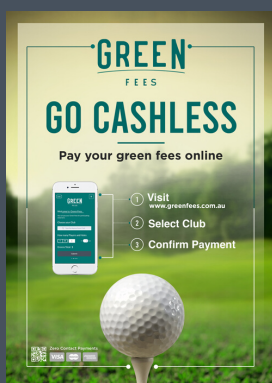 GREEN
FEES
GO CASHLESS
Pay your green fees online
1 Visit
www.greenfees.com.au
2 Select Club
3 Confirm Payment
GREEN
Zero Contact Payments
VISA